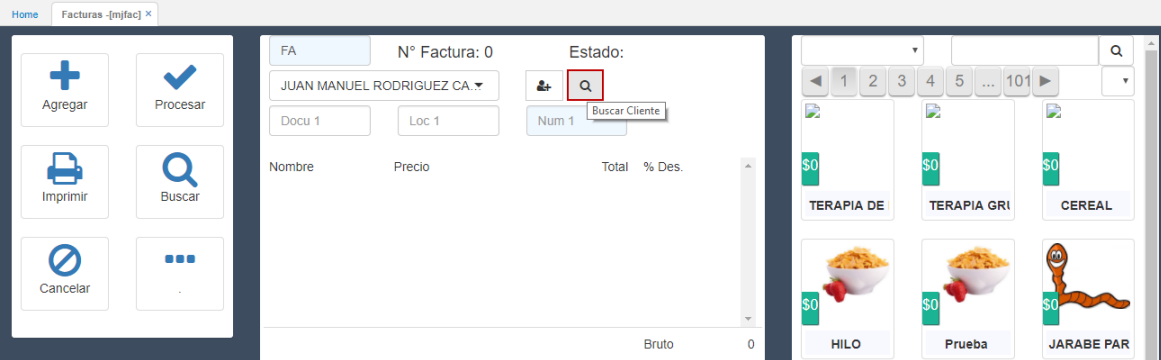 Home
Facturas -[mjfac] ×
Agregar
Procesar
Imprimir
Buscar
Cancelar
.
FA
N° Factura: 0
Estado:
JUAN MANUEL RODRIGUEZ CA..
Buscar Cliente
Docu 1
Loc 1
Num 1
Nombre Precio Total % Des.
Bruto 0
1 2 3 4 5 ... 101
$0 $0 $0
TERAPIA DE TERAPIA GRU CEREAL
$0 $0 $0
HILO Prueba JARABE PAR